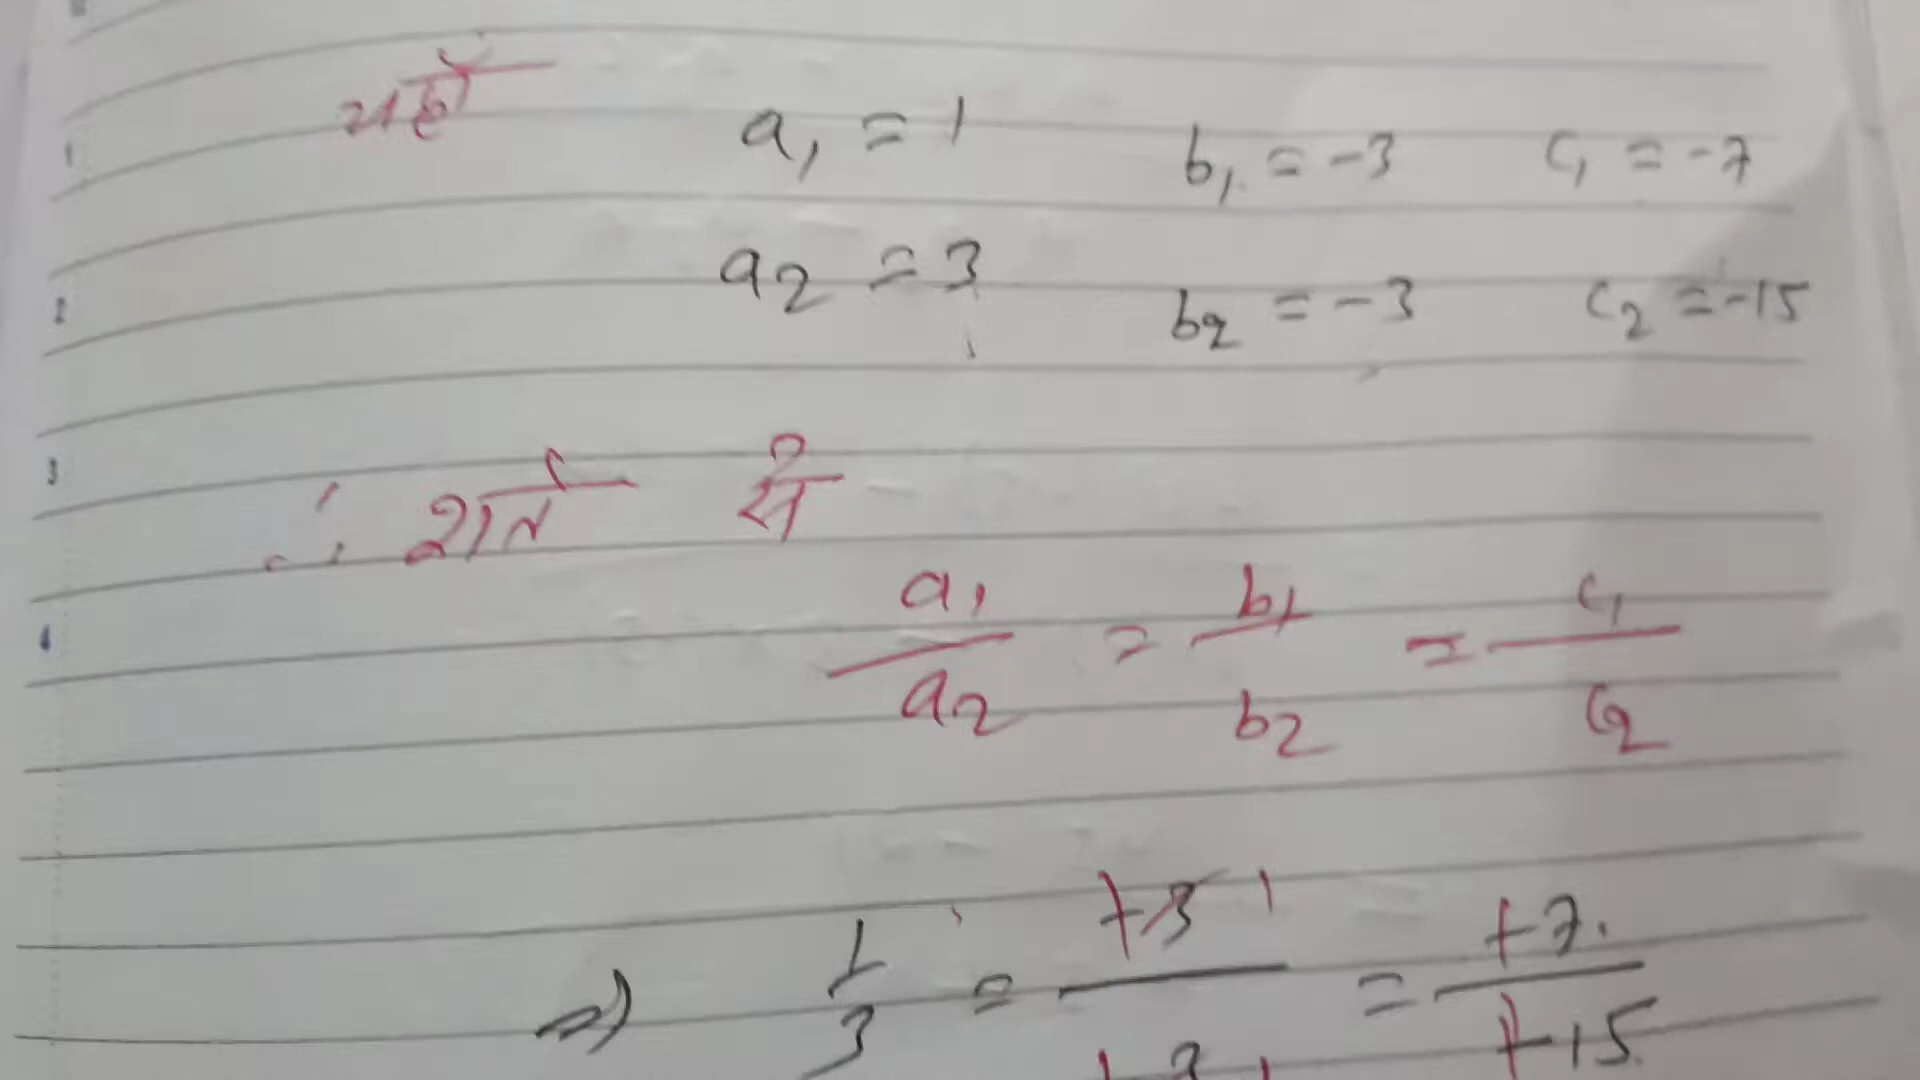 यहाँ a₁ = 1 b₁ = -3 c₁ = -7
a₂ = 3 b₂ = -3 c₂ = -15
∴ शर्त से
a₁/a₂ = b₁/b₂ = c₁/c₂
⇒ 1/3 = -3/-3 = -7/-15